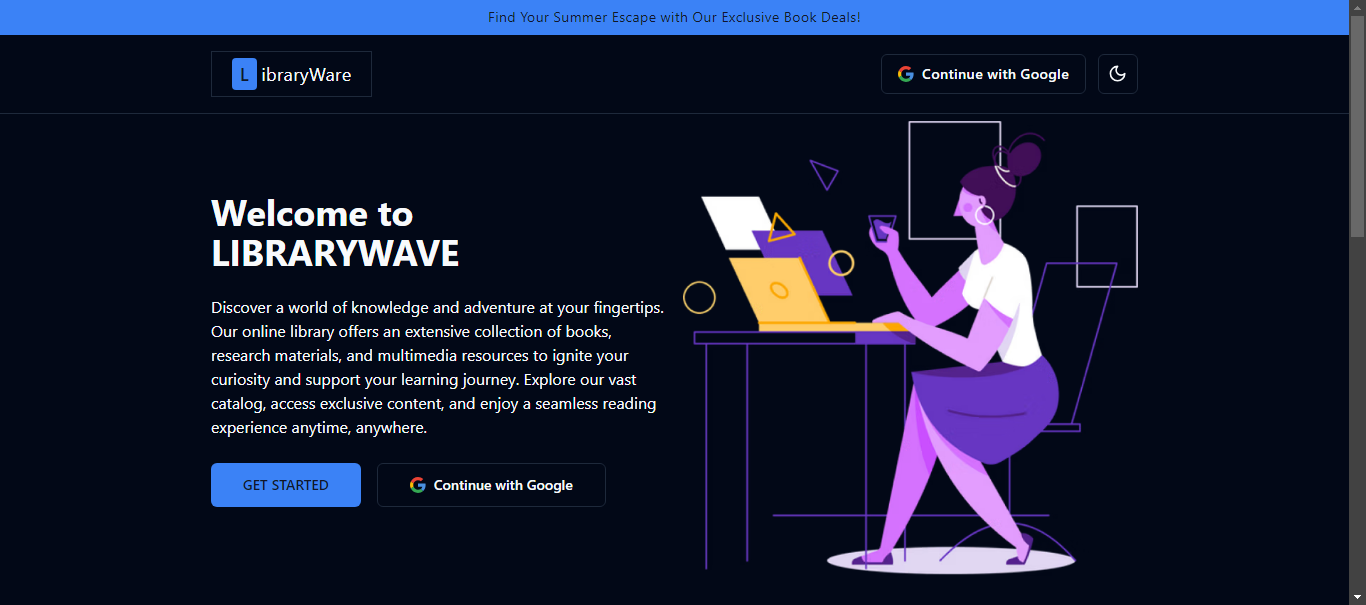 Find Your Summer Escape with Our Exclusive Book Deals!
LibraryWare
Continue with Google
Welcome to
LIBRARYWAVE
Discover a world of knowledge and adventure at your fingertips.
Our online library offers an extensive collection of books,
research materials, and multimedia resources to ignite your
curiosity and support your learning journey. Explore our vast
catalog, access exclusive content, and enjoy a seamless reading
experience anytime, anywhere.
GET STARTED
Continue with Google